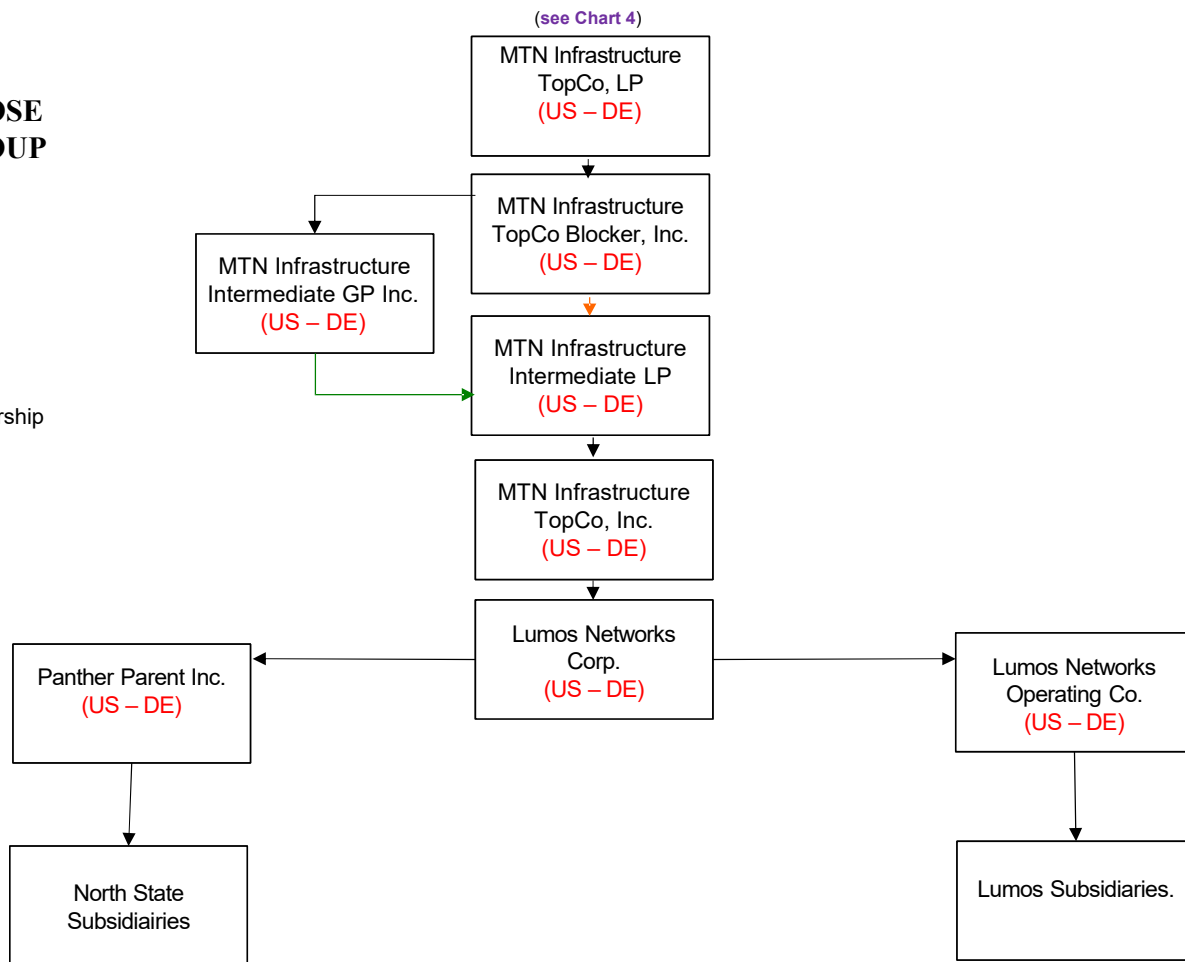 (see Chart 4)
MTN Infrastructure
TopCo, LP
(US – DE)
OSE
OUP
MTN Infrastructure
TopCo Blocker, Inc.
(US – DE)
MTN Infrastructure
Intermediate GP Inc.
(US – DE)
MTN Infrastructure
Intermediate LP
(US – DE)
rship
MTN Infrastructure
TopCo, Inc.
(US – DE)
Lumos Networks
Corp.
(US – DE)
Panther Parent Inc.
(US – DE)
Lumos Networks
Operating Co.
(US – DE)
North State
Subsidiairies
Lumos Subsidiaries.